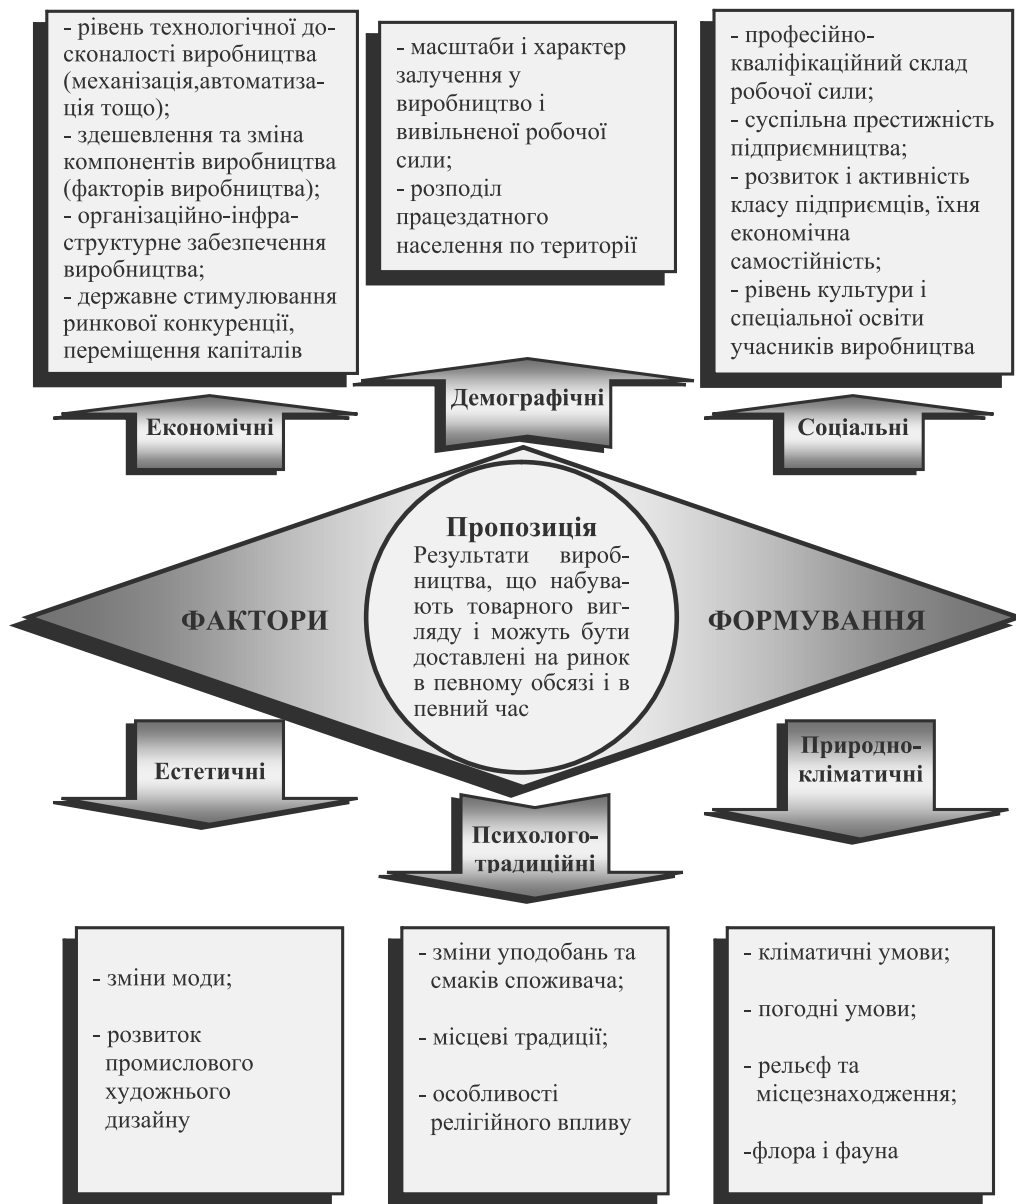 - рівень технологічної до-
сконалості виробництва
(механізація,автоматиза-
ція тощо);
- здешевлення та зміна
компонентів виробництва
(факторів виробництва);
- організаційно-інфра-
структурне забезпечення
виробництва;
- державне стимулювання
ринкової конкуренції,
переміщення капіталів
- масштаби і характер
залучення у
виробництво і
вивільненої робочої
сили;
- розподіл
працездатного
населення по території
- професійно-
кваліфікаційний склад
робочої сили;
- суспільна престижність
підприємництва;
- розвиток і активність
класу підприємців, їхня
економічна
самостійність;
- рівень культури і
спеціальної освіти
учасників виробництва
Економічні
Демографічні
Соціальні
ФАКТОРИ
Пропозиція
Результати вироб-
ництва, що набува-
ють товарного виг-
ляду і можуть бути
доставлені на ринок
в певному обсязі і в
певний час
ФОРМУВАННЯ
Естетичні
Психолого-
традиційні
Природно-
кліматичні
- зміни моди;
- розвиток
промислового
художнього
дизайну
- зміни уподобань та
смаків споживача;
- місцеві традиції;
- особливості
релігійного впливу
- кліматичні умови;
- погодні умови;
- рельєф та
місцезнаходження;
-флора і фауна